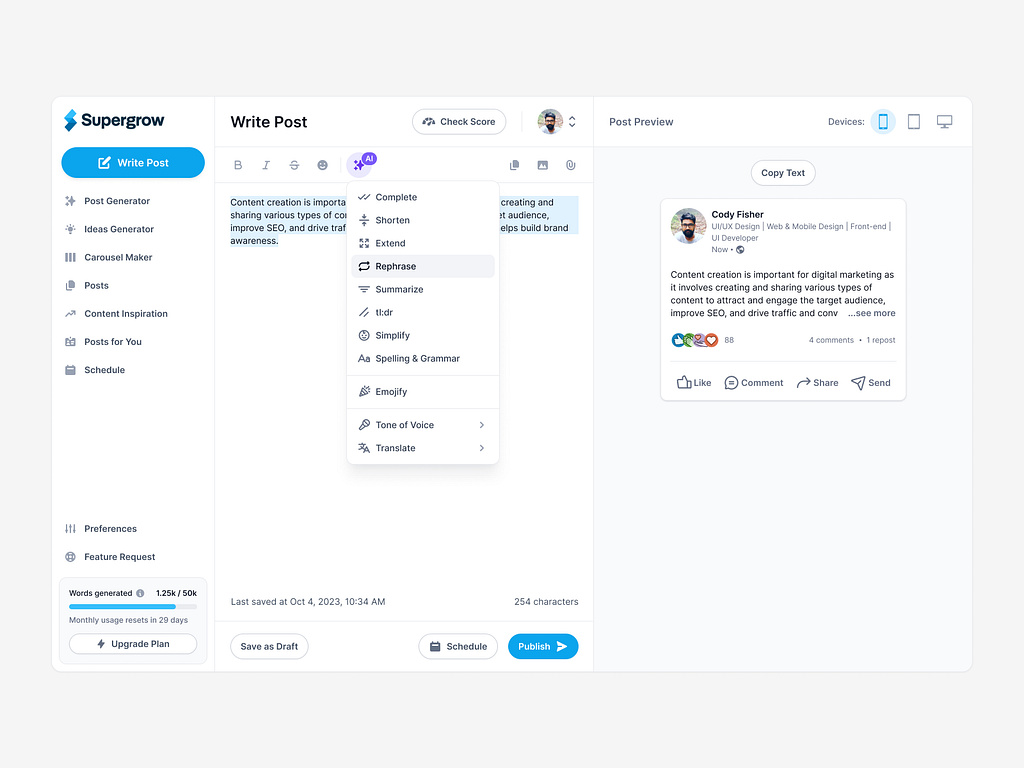 Supergrow
Write Post
Post Generator
Ideas Generator
Carousel Maker
Posts
Content Inspiration
Posts for You
Schedule
Preferences
Feature Request
Words generated 1.25k / 50k
Monthly usage resets in 29 days
Upgrade Plan
Write Post
Check Score
B I S AI
Content creation is importa creating and
sharing various types of con et audience,
improve SEO, and drive traf elps build brand
awareness.
Complete
Shorten
Extend
Rephrase
Summarize
tl:dr
Simplify
Aa Spelling & Grammar
Emojify
Tone of Voice
Translate
Last saved at Oct 4, 2023, 10:34 AM
254 characters
Save as Draft
Schedule
Publish
Post Preview
Devices:
Copy Text
Cody Fisher
UI/UX Design | Web & Mobile Design | Front-end |
UI Developer
Now •
Content creation is important for digital marketing as
it involves creating and sharing various types of
content to attract and engage the target audience,
improve SEO, and drive traffic and conv ...see more
88
4 comments • 1 repost
Like
Comment
Share
Send